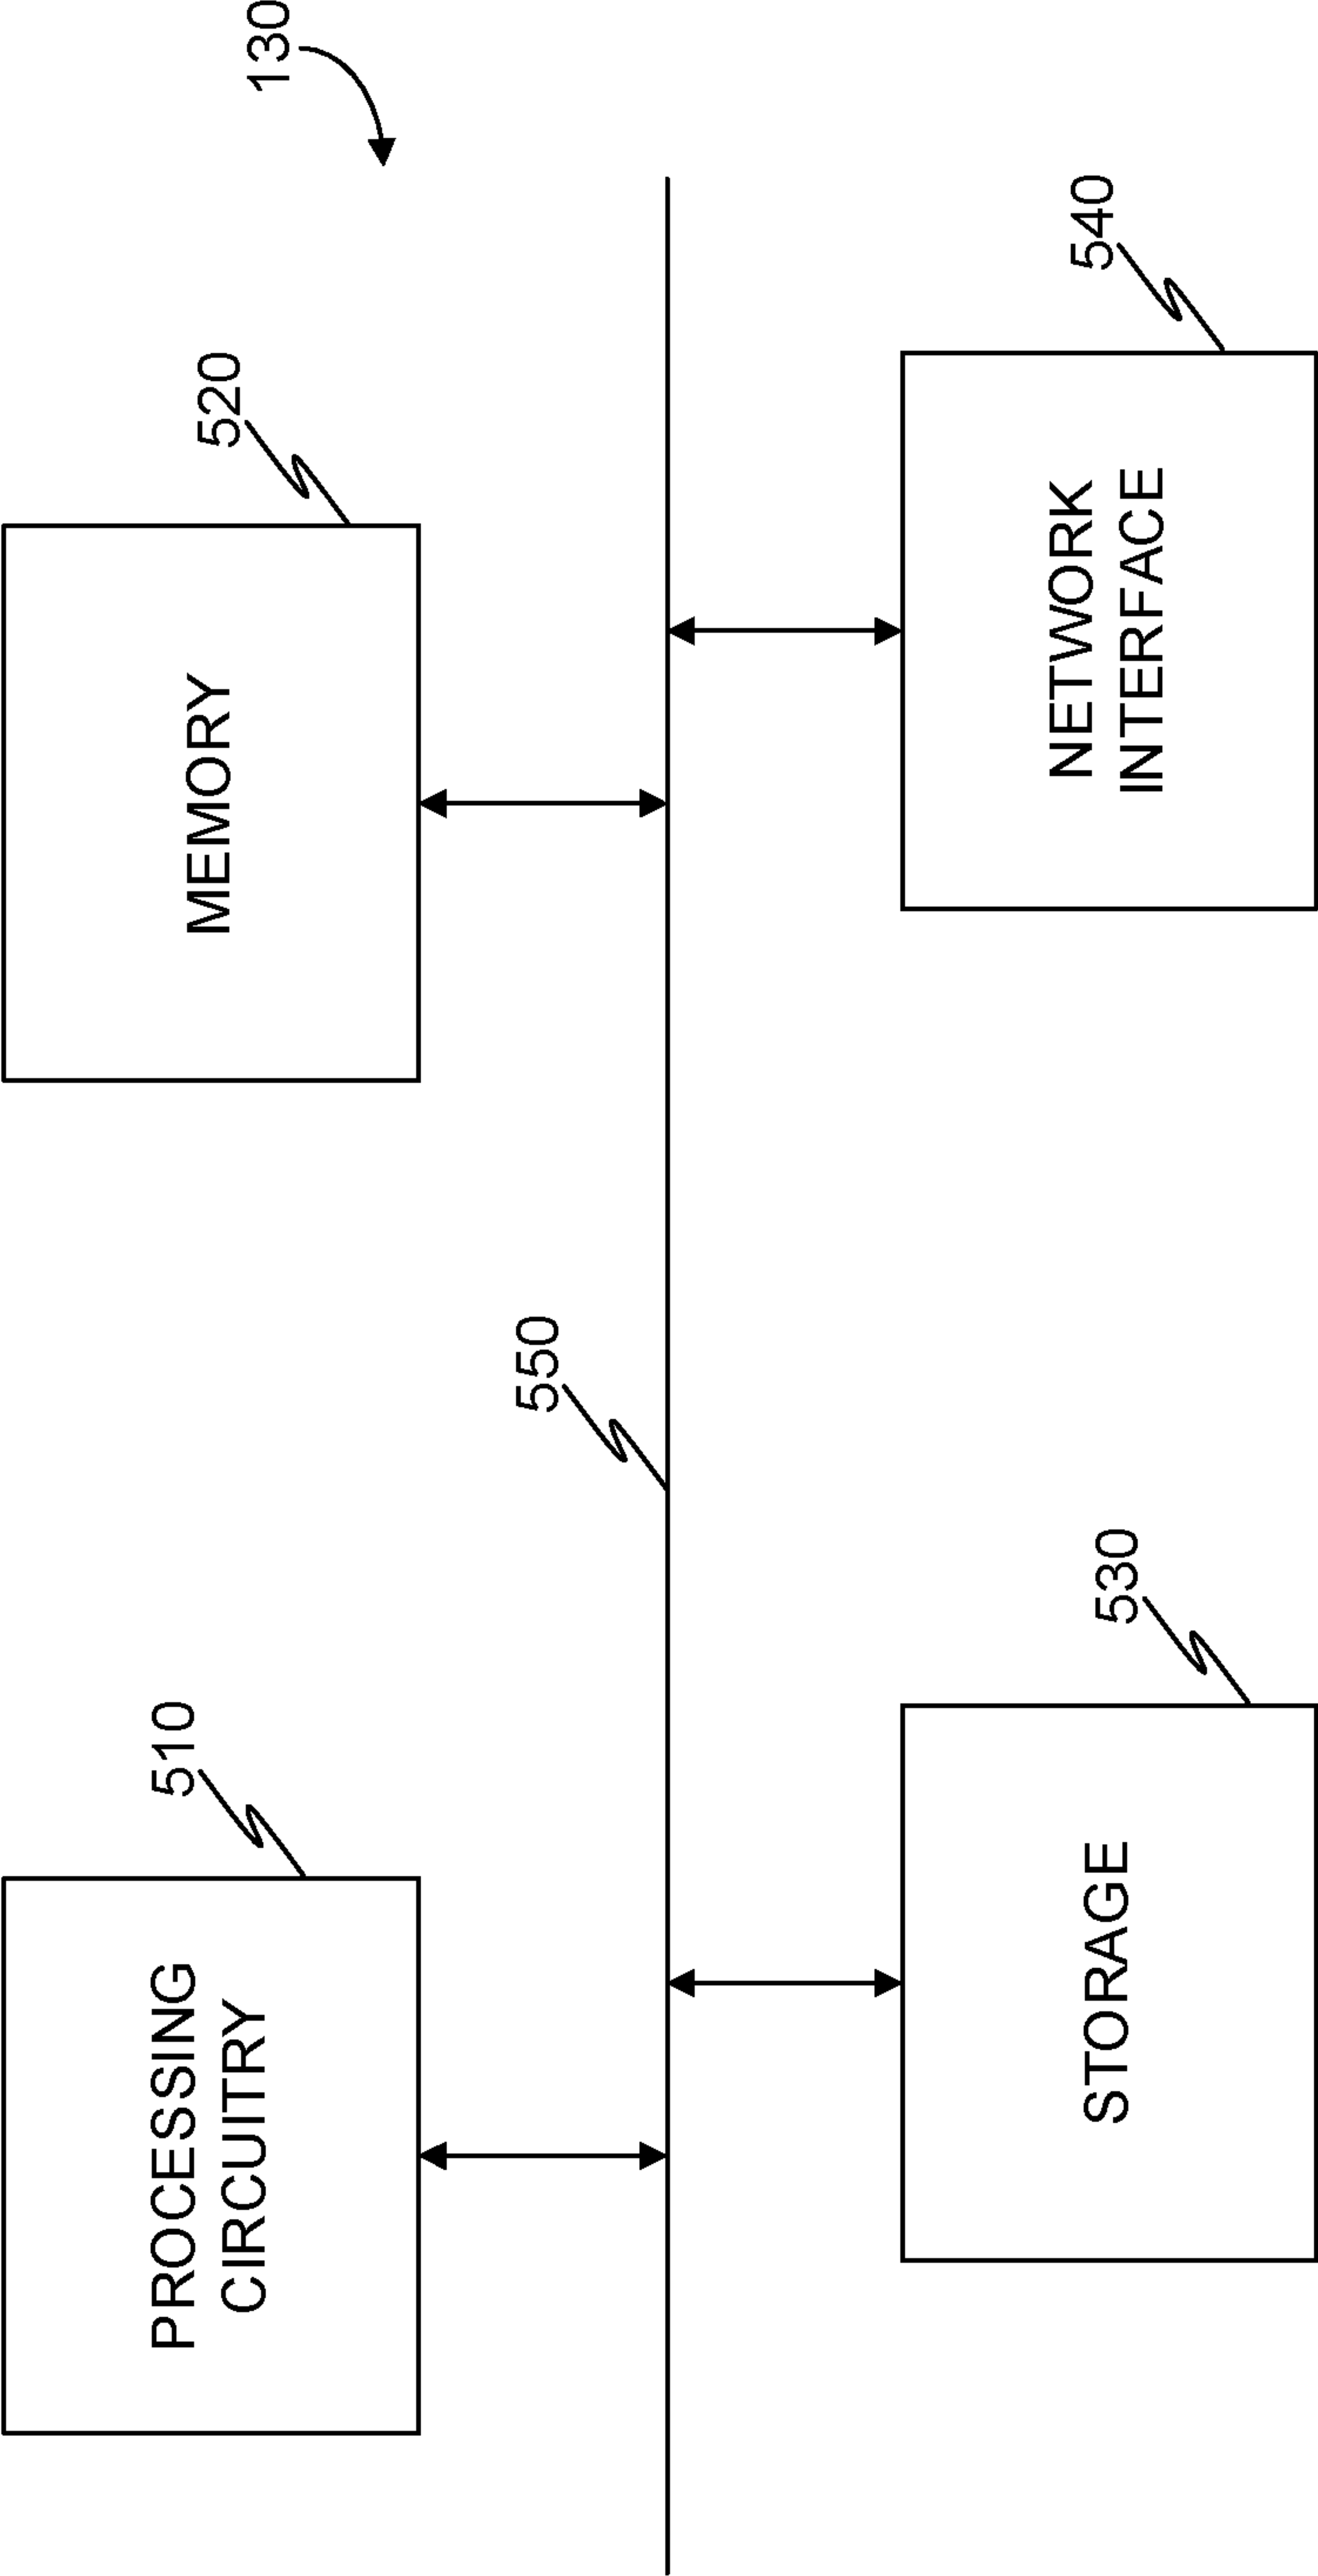 130
510
PROCESSING
CIRCUITRY
520
MEMORY
550
530
STORAGE
540
NETWORK
INTERFACE